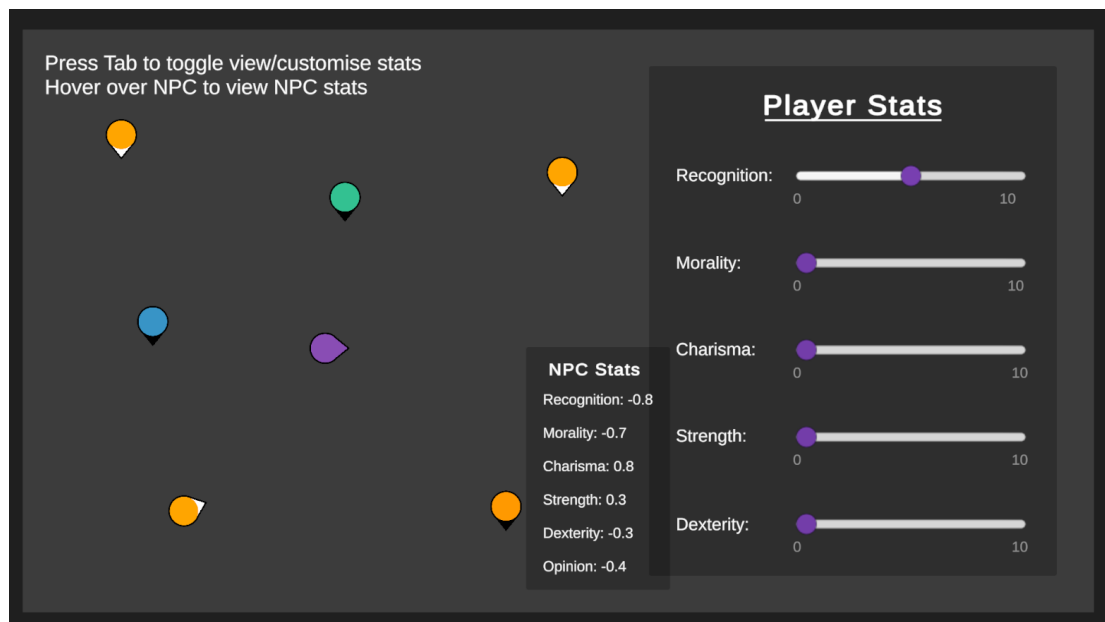 Press Tab to toggle view/customise stats
Hover over NPC to view NPC stats
Player Stats
Recognition:
0 10
Morality:
0 10
Charisma:
0 10
Strength:
0 10
Dexterity:
0 10
NPC Stats
Recognition: -0.8
Morality: -0.7
Charisma: 0.8
Strength: 0.3
Dexterity: -0.3
Opinion: -0.4